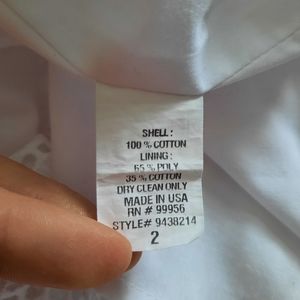 SHELL:
100% COTTON
LINING:
65% POLY
35% COTTON
DRY CLEAN ONLY
MADE IN USA
RN # 99956
STYLE# 9438214
2